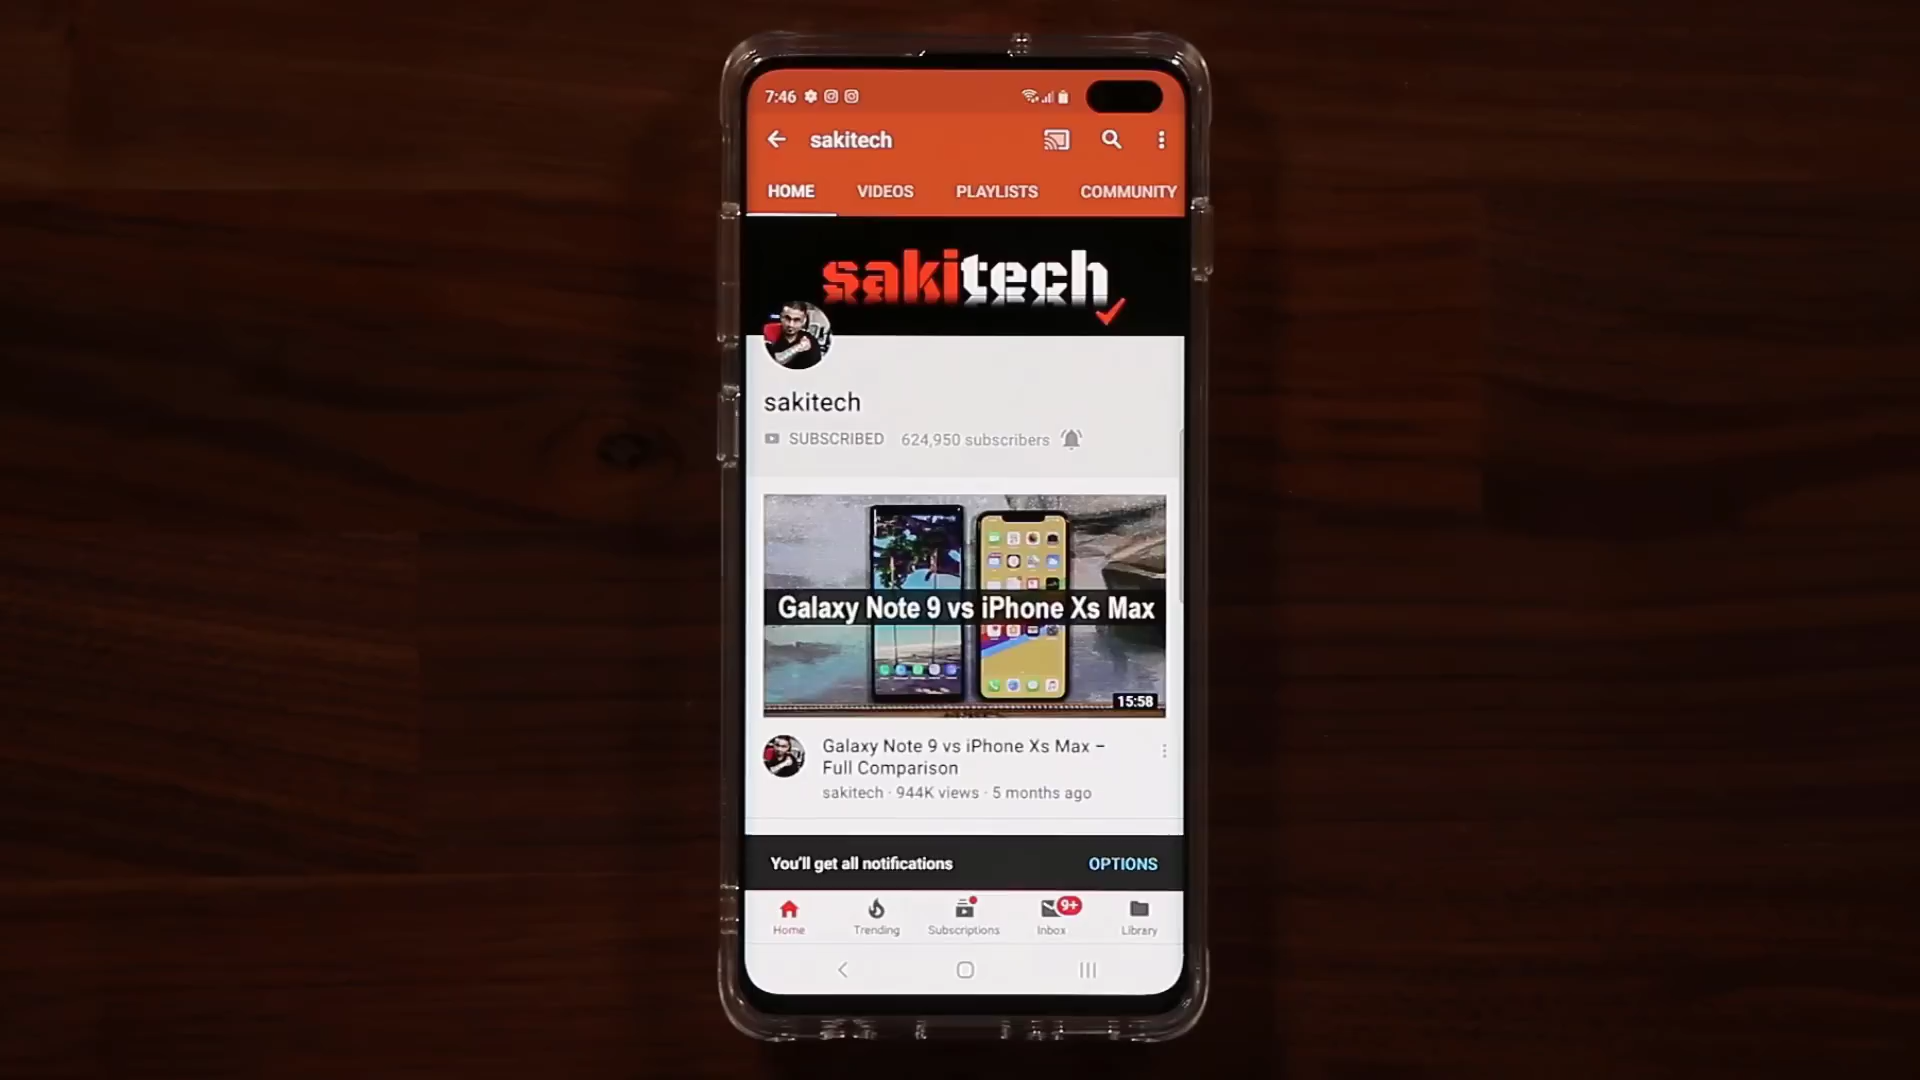 7:46
sakitech
HOME VIDEOS PLAYLISTS COMMUNITY
sakitech
sakitech
SUBSCRIBED 624,950 subscribers
Galaxy Note 9 vs iPhone Xs Max
15:58
Galaxy Note 9 vs iPhone Xs Max –
Full Comparison
sakitech · 944K views · 5 months ago
You'll get all notifications OPTIONS
9+
Home Trending Subscriptions Inbox Library